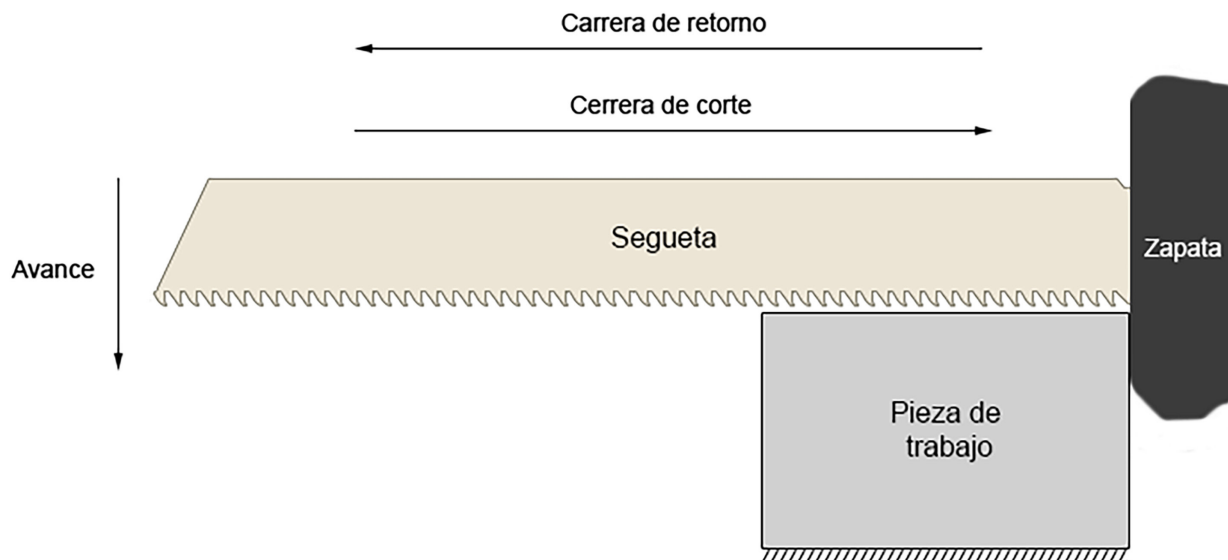 Carrera de retorno
Cerrera de corte
Segueta
Zapata
Avance
Pieza de
trabajo